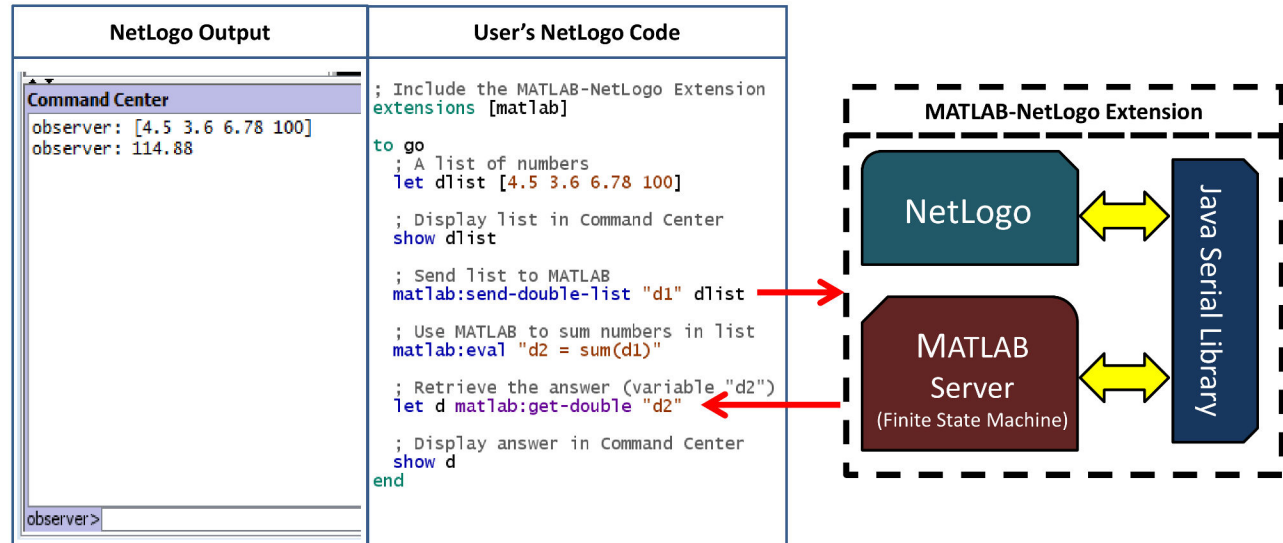 NetLogo Output
Command Center
observer: [4.5 3.6 6.78 100]
observer: 114.88
observer>
User’s NetLogo Code
; Include the MATLAB-NetLogo Extension
extensions [matlab]
to go
; A list of numbers
let dlist [4.5 3.6 6.78 100]
; Display list in Command Center
show dlist
; Send list to MATLAB
matlab:send-double-list "d1" dlist
; Use MATLAB to sum numbers in list
matlab:eval "d2 = sum(d1)"
; Retrieve the answer (variable "d2")
let d matlab:get-double "d2"
; Display answer in Command Center
show d
end
MATLAB-NetLogo Extension
NetLogo
MATLAB
Server
(Finite State Machine)
Java Serial Library